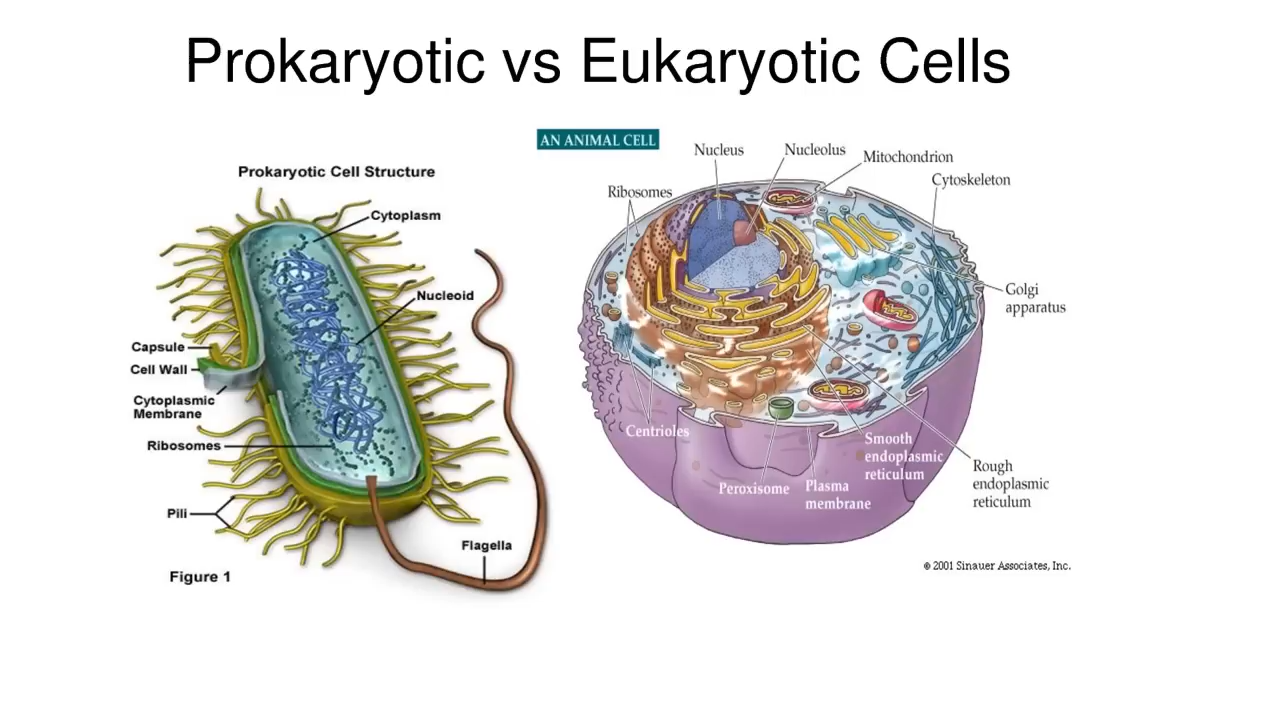 Prokaryotic vs Eukaryotic Cells
Prokaryotic Cell Structure
Cytoplasm
Nucleoid
Capsule
Cell Wall
Cytoplasmic
Membrane
Ribosomes
Pili
Flagella
Figure 1
AN ANIMAL CELL
Nucleus
Nucleolus
Mitochondrion
Cytoskeleton
Ribosomes
Golgi
apparatus
Centrioles
Peroxisome
Plasma
membrane
Smooth
endoplasmic
reticulum
Rough
endoplasmic
reticulum
© 2001 Sinauer Associates, Inc.